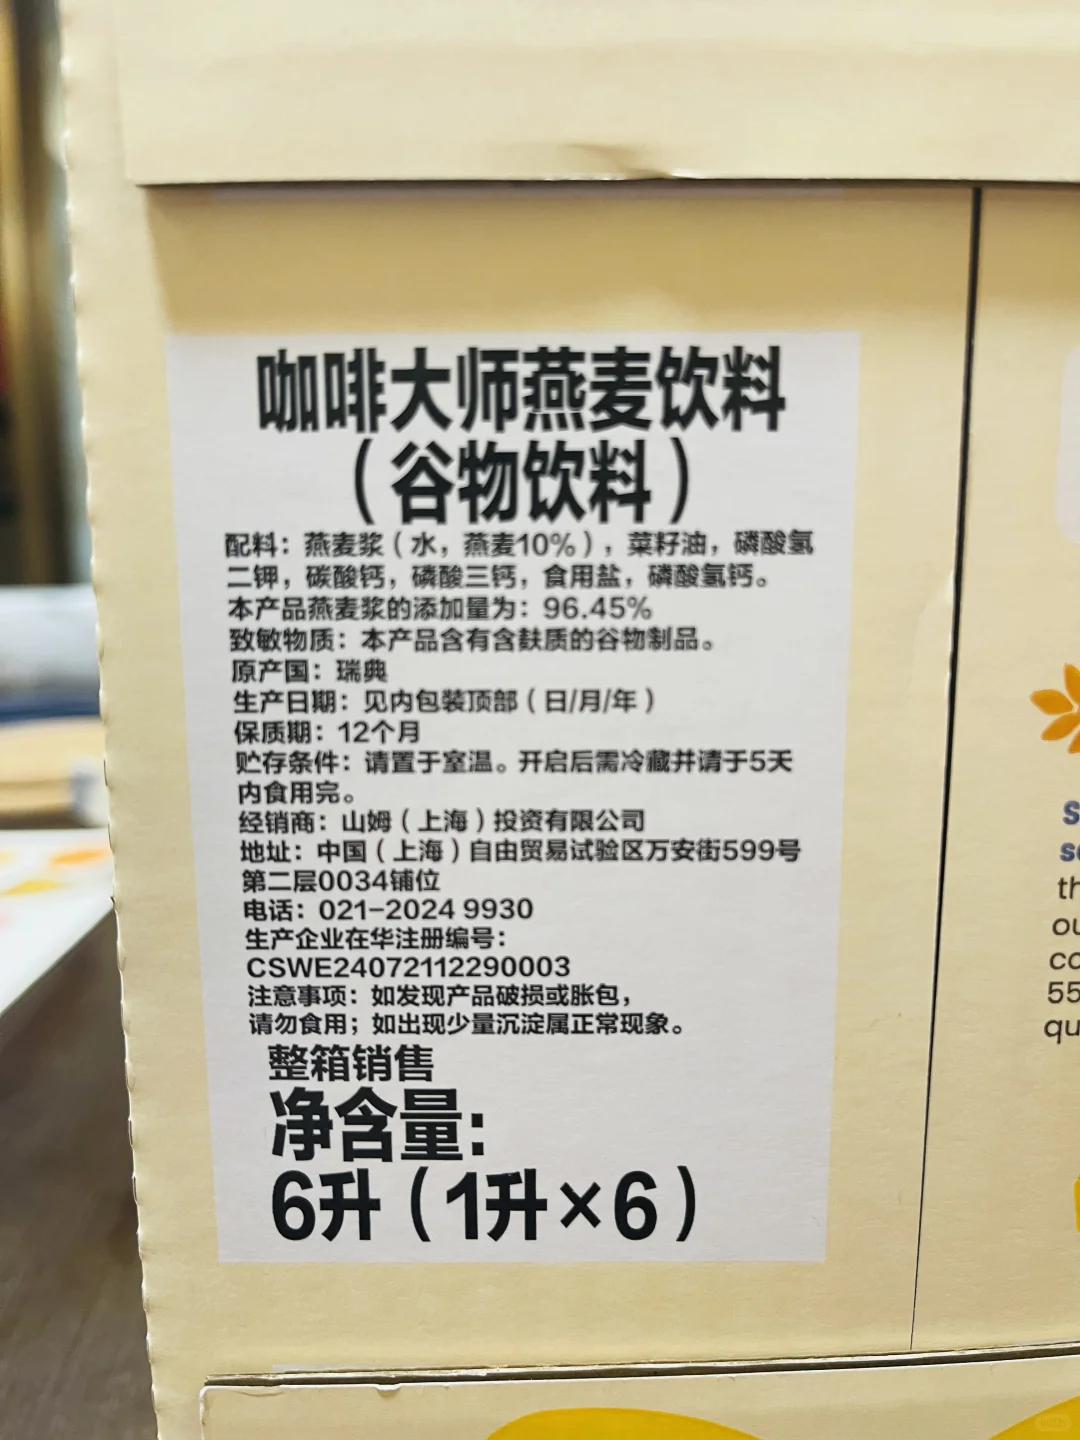 咖啡大师燕麦饮料
（谷物饮料）
配料：燕麦浆（水，燕麦10%），菜籽油，磷酸氢
二钾，碳酸钙，磷酸三钙，食用盐，磷酸氢钙。
本产品燕麦浆的添加量为：96.45%
致敏物质：本产品含有含麸质的谷物制品。
原产国：瑞典
生产日期：见内包装顶部（日/月/年）
保质期：12个月
贮存条件：请置于室温。开启后需冷藏并请于5天
内食用完。
经销商：山姆（上海）投资有限公司
地址：中国（上海）自由贸易试验区万安街599号
第二层0034铺位
电话：021-2024 9930
生产企业在华注册编号：
CSWE24072112290003
注意事项：如发现产品破损或胀包，
请勿食用；如出现少量沉淀属正常现象。
整箱销售
净含量：
6升（1升×6）
55